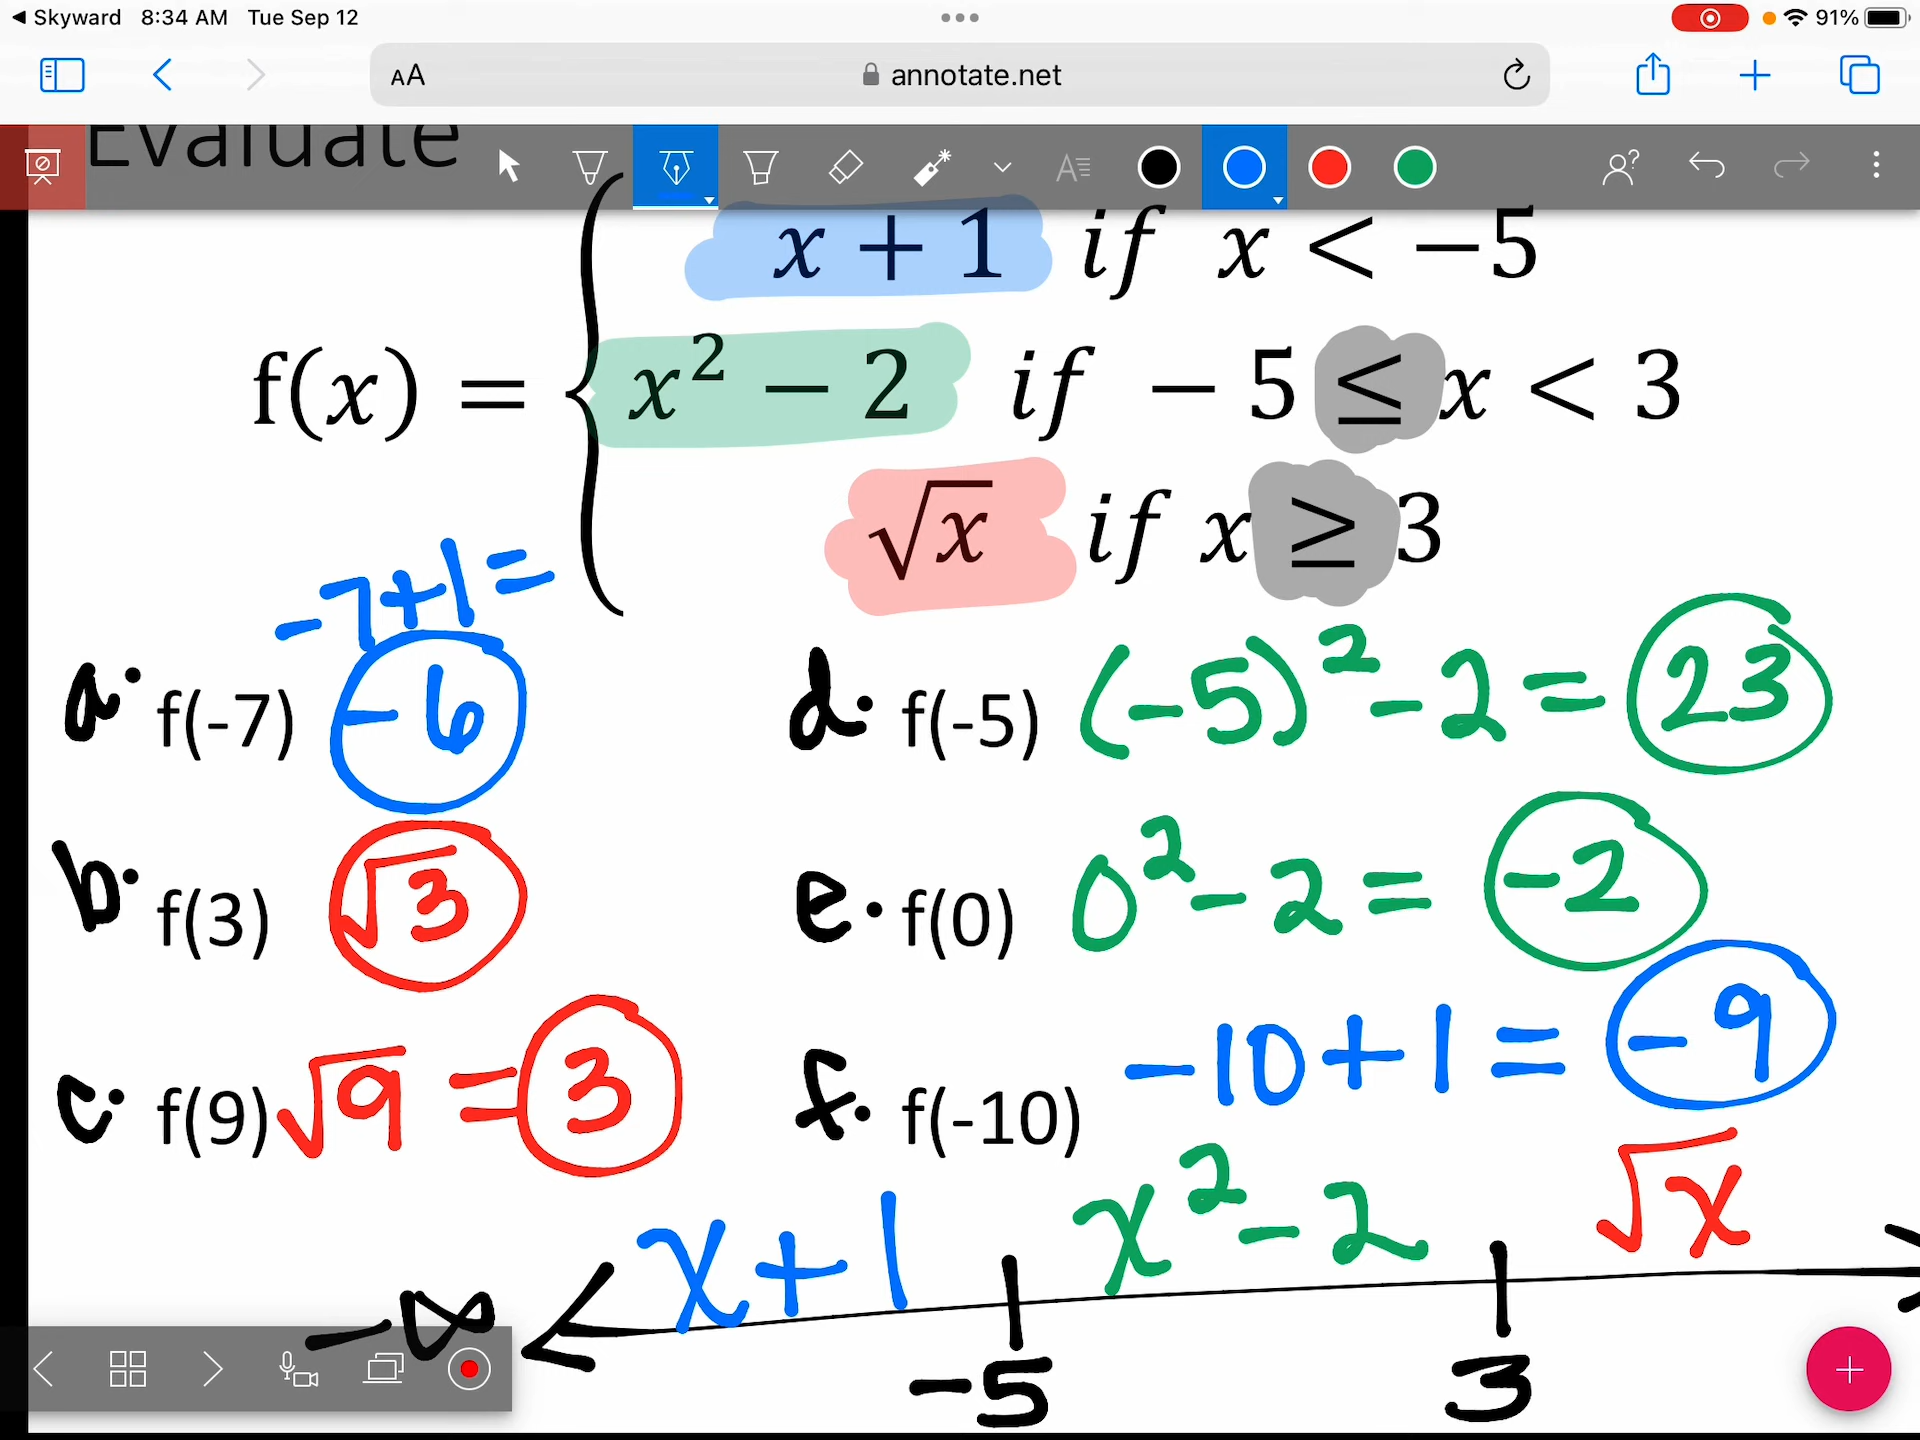 Skyward 8:34 AM Tue Sep 12 91%
AA annotate.net
Evaluate
x + 1 if x < −5
f(x) = x² − 2 if − 5 ≤ x < 3
√x if x ≥ 3
-7+1=
a. f(-7) -6
d. f(-5) (-5)²-2= 23
b. f(3) √3
e. f(0) 0²-2= -2
c. f(9) √9 = 3
f. f(-10) -10+1= -9
x+1 x²-2 √x
-∞ -5 3